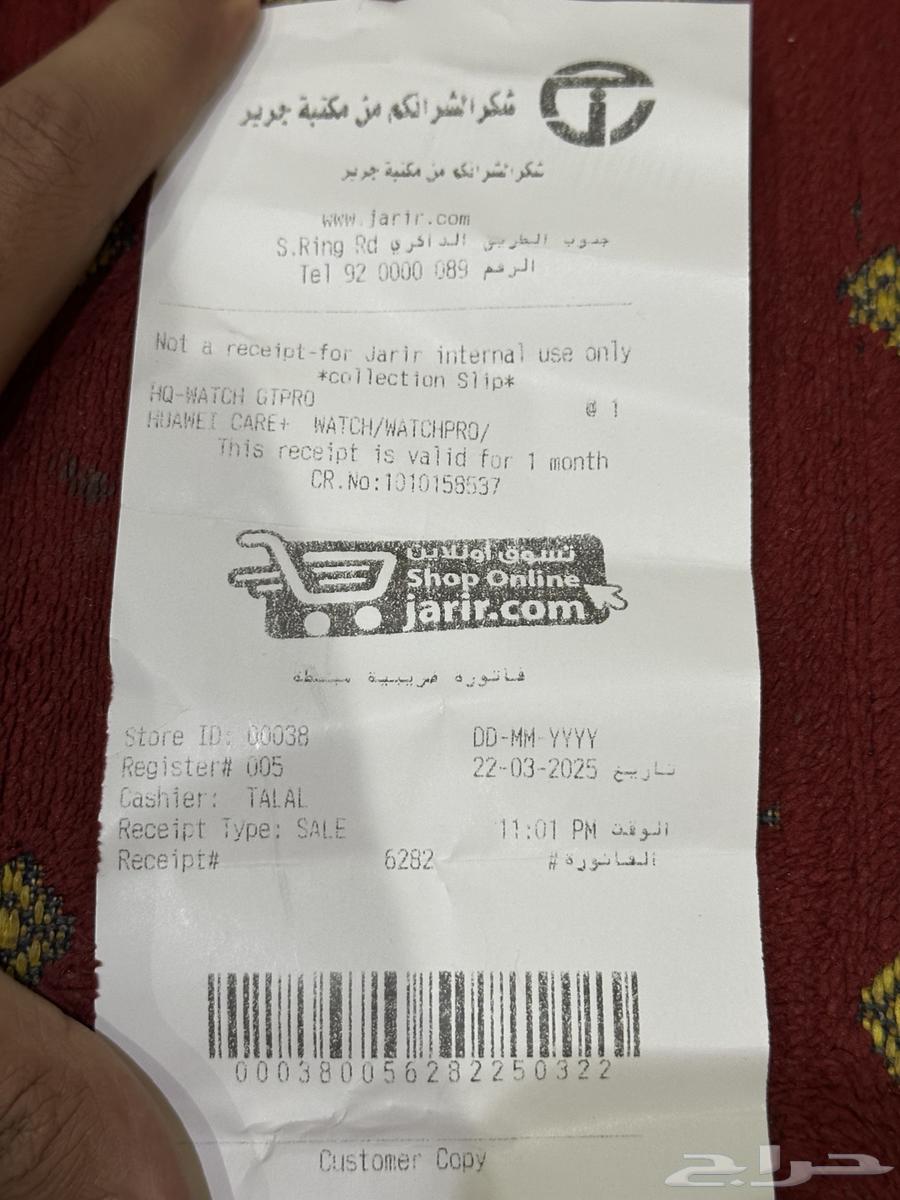 شكرا لشرائكم من مكتبة جرير
شكرا لشرائكم من مكتبة جرير
www.jarir.com
S.Ring Rd جنوب الطريق الدائري
Tel 92 0000 089 الرقم
Not a receipt-for Jarir internal use only
*collection Slip*
HQ-WATCH GTPRO @ 1
HUAWEI CARE+ WATCH/WATCHPRO/
This receipt is valid for 1 month
CR.No:1010158537
تسوق أونلاين
Shop Online
jarir.com
فاتوره ضريبية مبسطة
Store ID: 00038 DD-MM-YYYY
Register# 005 22-03-2025 تاريخ
Cashier: TALAL
Receipt Type: SALE 11:01 PM الوقت
Receipt# 6282 الفاتورة #
0003800562822250322
Customer Copy
حراج